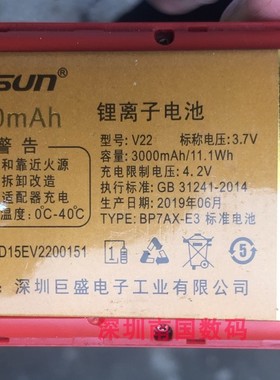 SUN®
0mAh
锂离子电池
警告
型号: V22 标称电压: 3.7V
和靠近火源
容量: 3000mAh/11.1Wh
拆卸改造
充电限制电压: 4.2V
适配器充电
执行标准: GB 31241-2014
生产日期: 2019年06月
温度: 0℃-40℃
TYPE: BP7AX-E3 标准电池
D15EV2200151
5
: 深圳巨盛电子工业有限公司
深圳南国数码